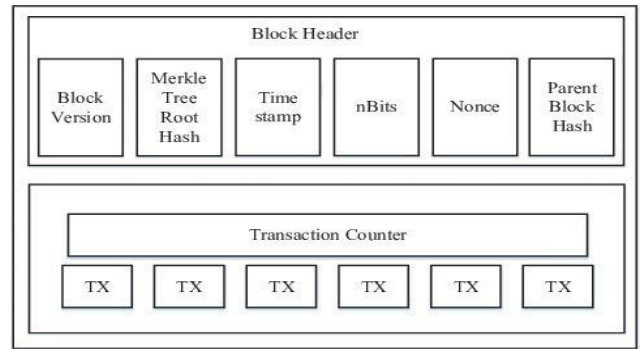 Block Header
Block
Version
Merkle
Tree
Root
Hash
Time
stamp
nBits
Nonce
Parent
Block
Hash
Transaction Counter
TX
TX
TX
TX
TX
TX